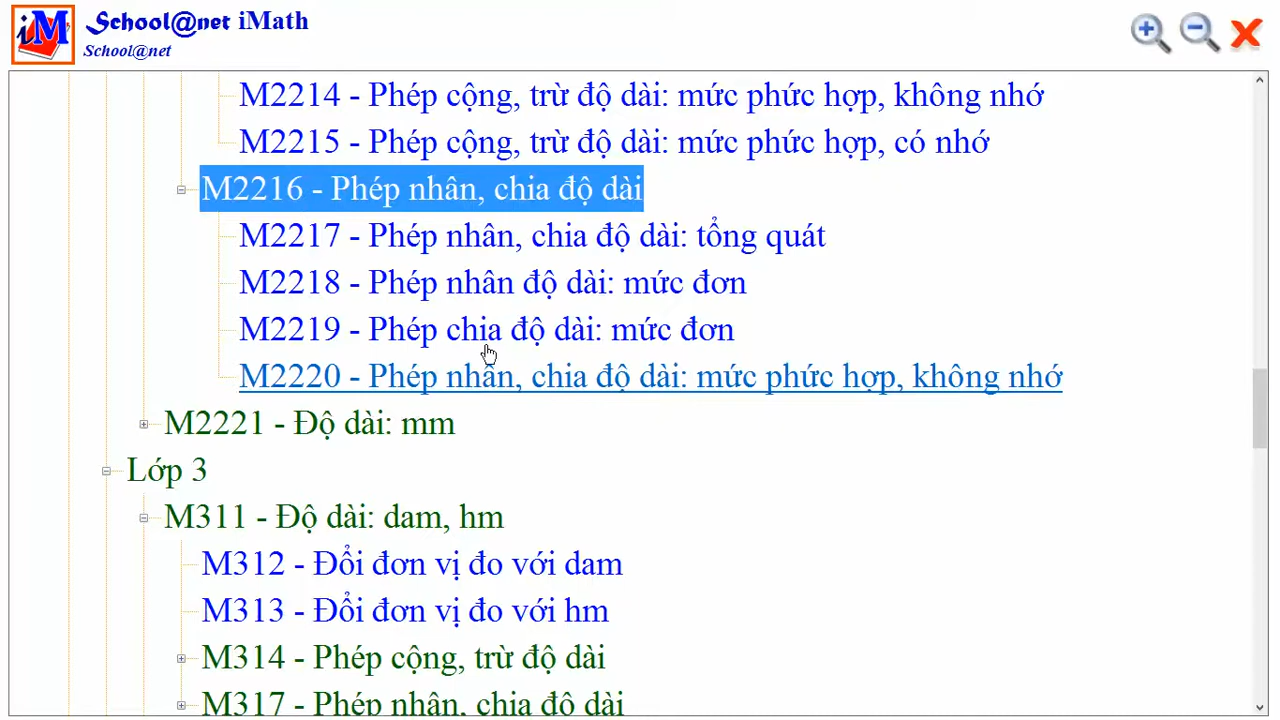 iM
School@net iMath
School@net
M2214 - Phép cộng, trừ độ dài: mức phức hợp, không nhớ
M2215 - Phép cộng, trừ độ dài: mức phức hợp, có nhớ
M2216 - Phép nhân, chia độ dài
M2217 - Phép nhân, chia độ dài: tổng quát
M2218 - Phép nhân độ dài: mức đơn
M2219 - Phép chia độ dài: mức đơn
M2220 - Phép nhân, chia độ dài: mức phức hợp, không nhớ
M2221 - Độ dài: mm
Lớp 3
M311 - Độ dài: dam, hm
M312 - Đổi đơn vị đo với dam
M313 - Đổi đơn vị đo với hm
M314 - Phép cộng, trừ độ dài
M317 - Phép nhân, chia độ dài